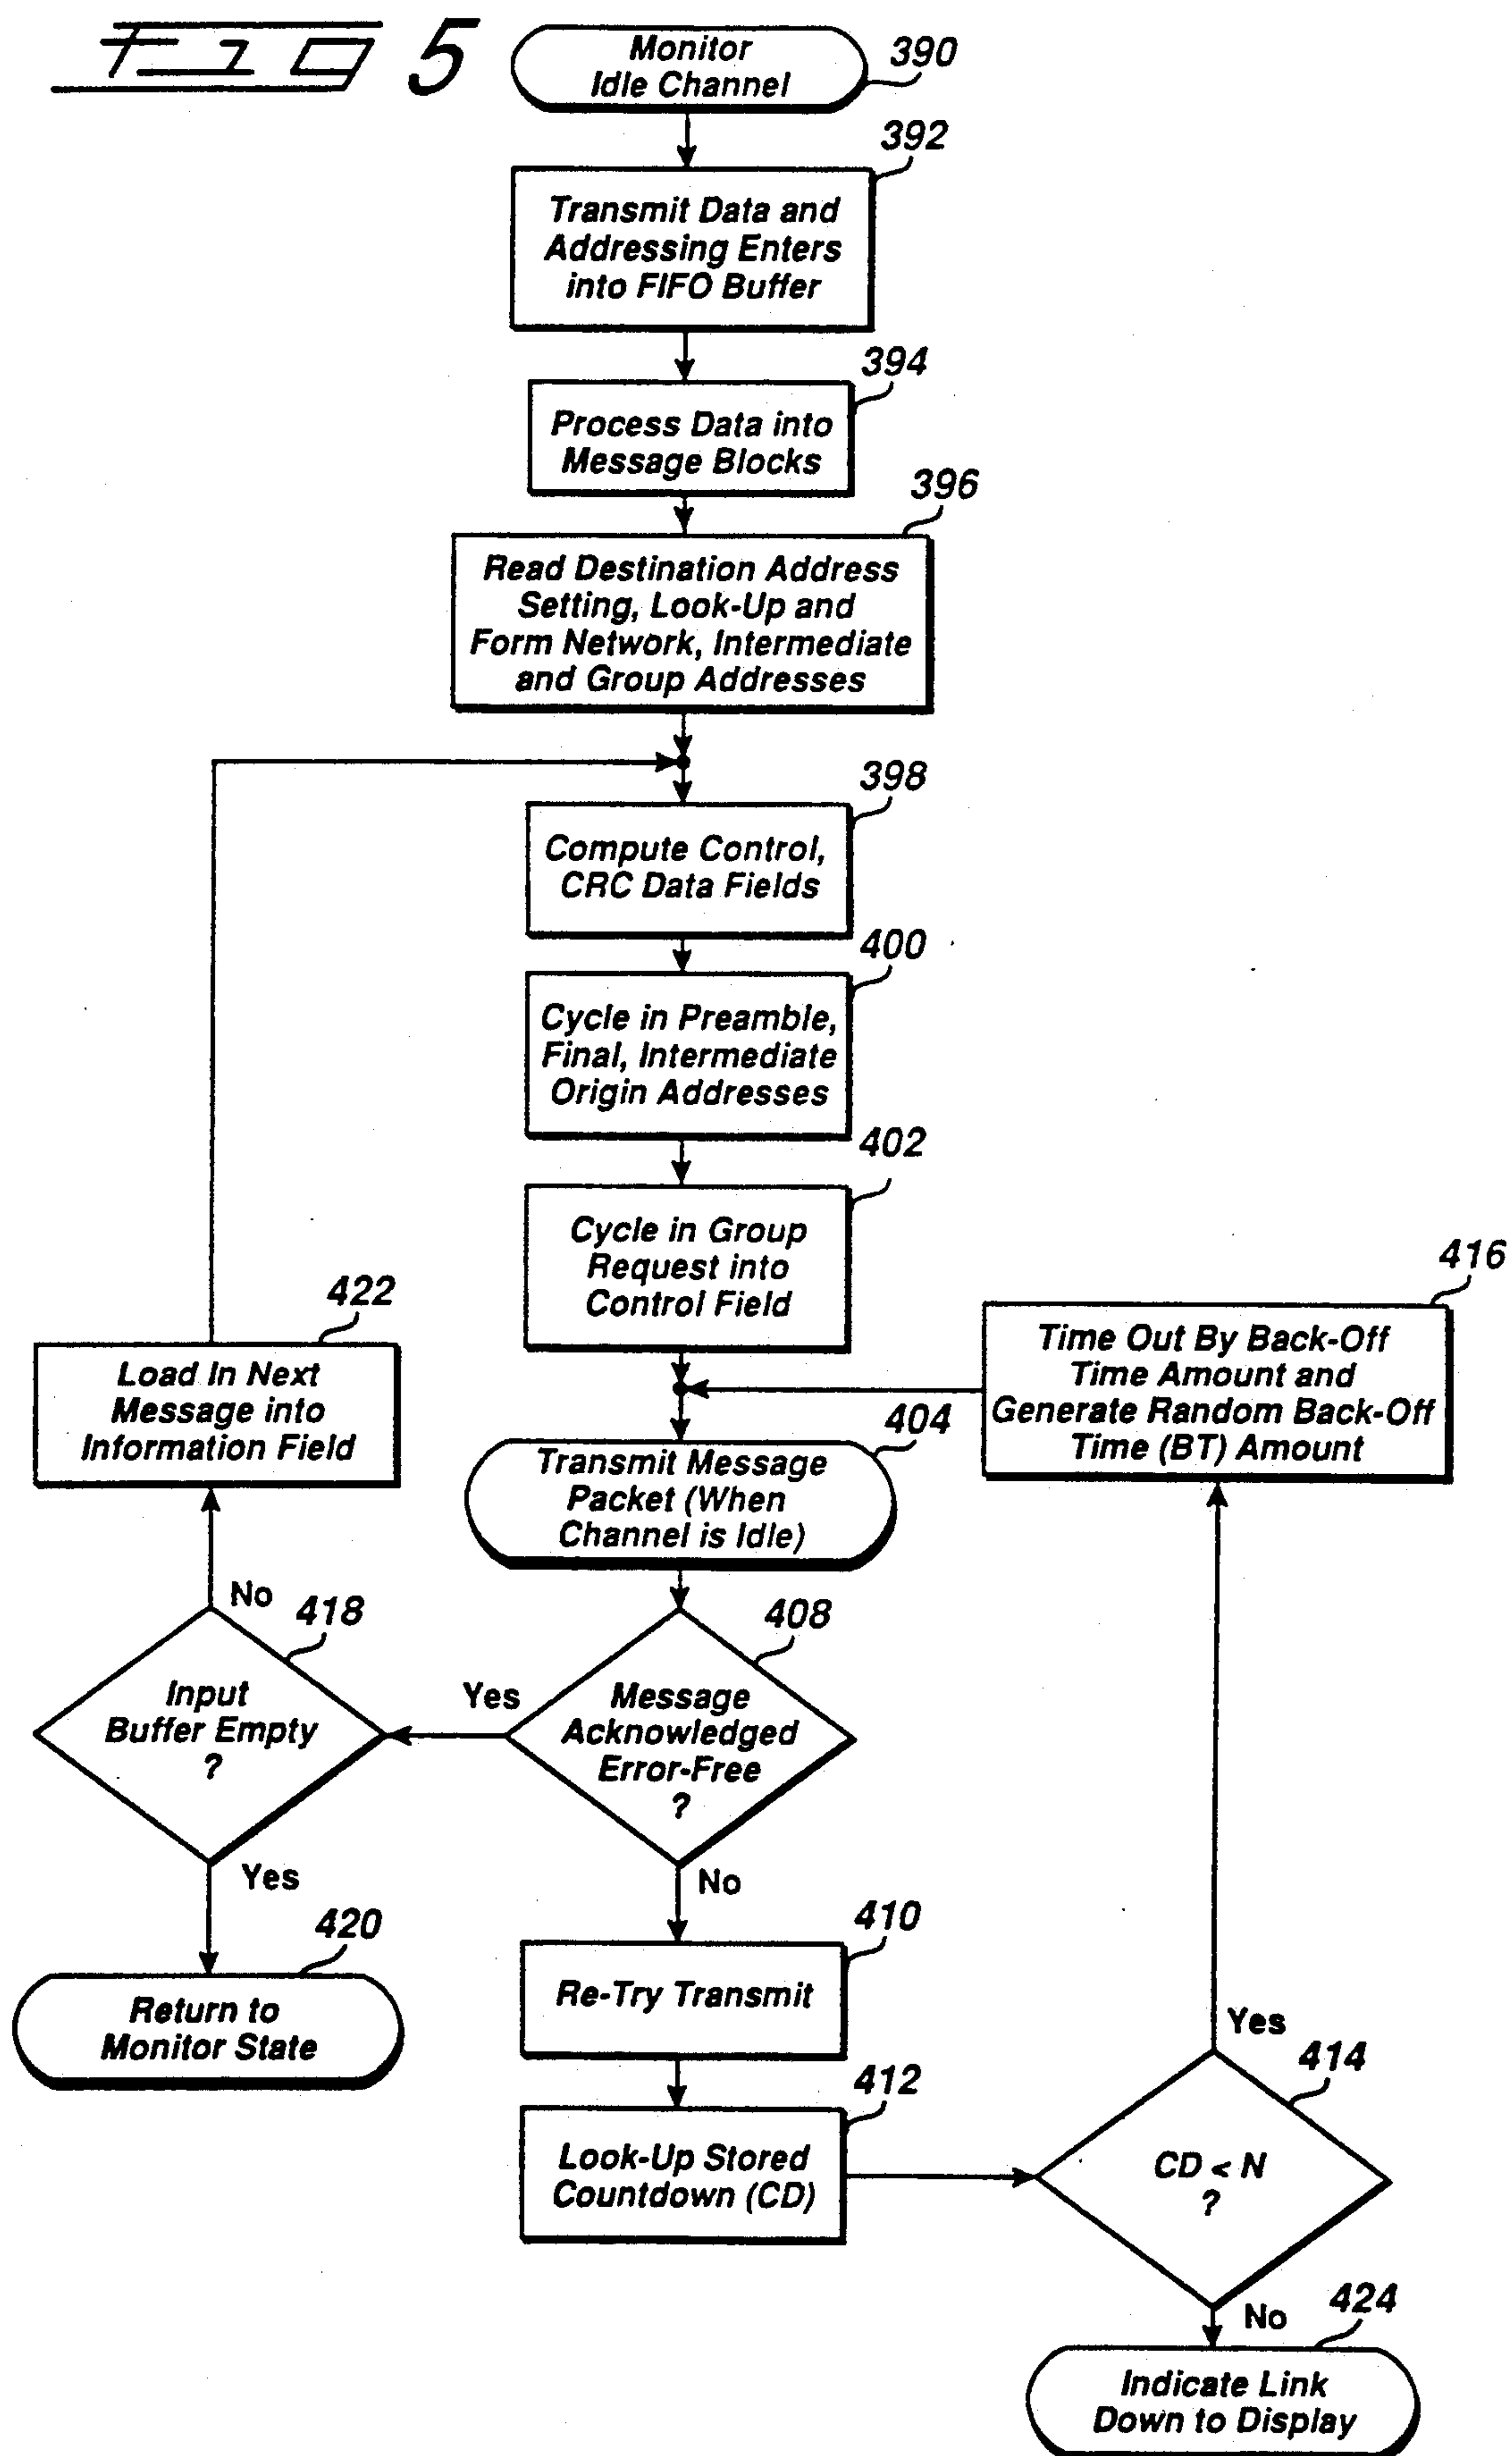 Fig 5
Monitor
Idle Channel
390
392
Transmit Data and
Addressing Enters
into FIFO Buffer
394
Process Data into
Message Blocks
396
Read Destination Address
Setting, Look-Up and
Form Network, Intermediate
and Group Addresses
398
Compute Control,
CRC Data Fields
400
Cycle in Preamble,
Final, Intermediate
Origin Addresses
402
Cycle in Group
Request into
Control Field
416
Time Out By Back-Off
Time Amount and
Generate Random Back-Off
Time (BT) Amount
422
Load In Next
Message into
Information Field
404
Transmit Message
Packet (When
Channel is Idle)
No
418
Input
Buffer Empty
?
Yes
408
Message
Acknowledged
Error-Free
?
Yes
No
420
Return to
Monitor State
410
Re-Try Transmit
412
Look-Up Stored
Countdown (CD)
Yes
414
CD < N
?
No
424
Indicate Link
Down to Display